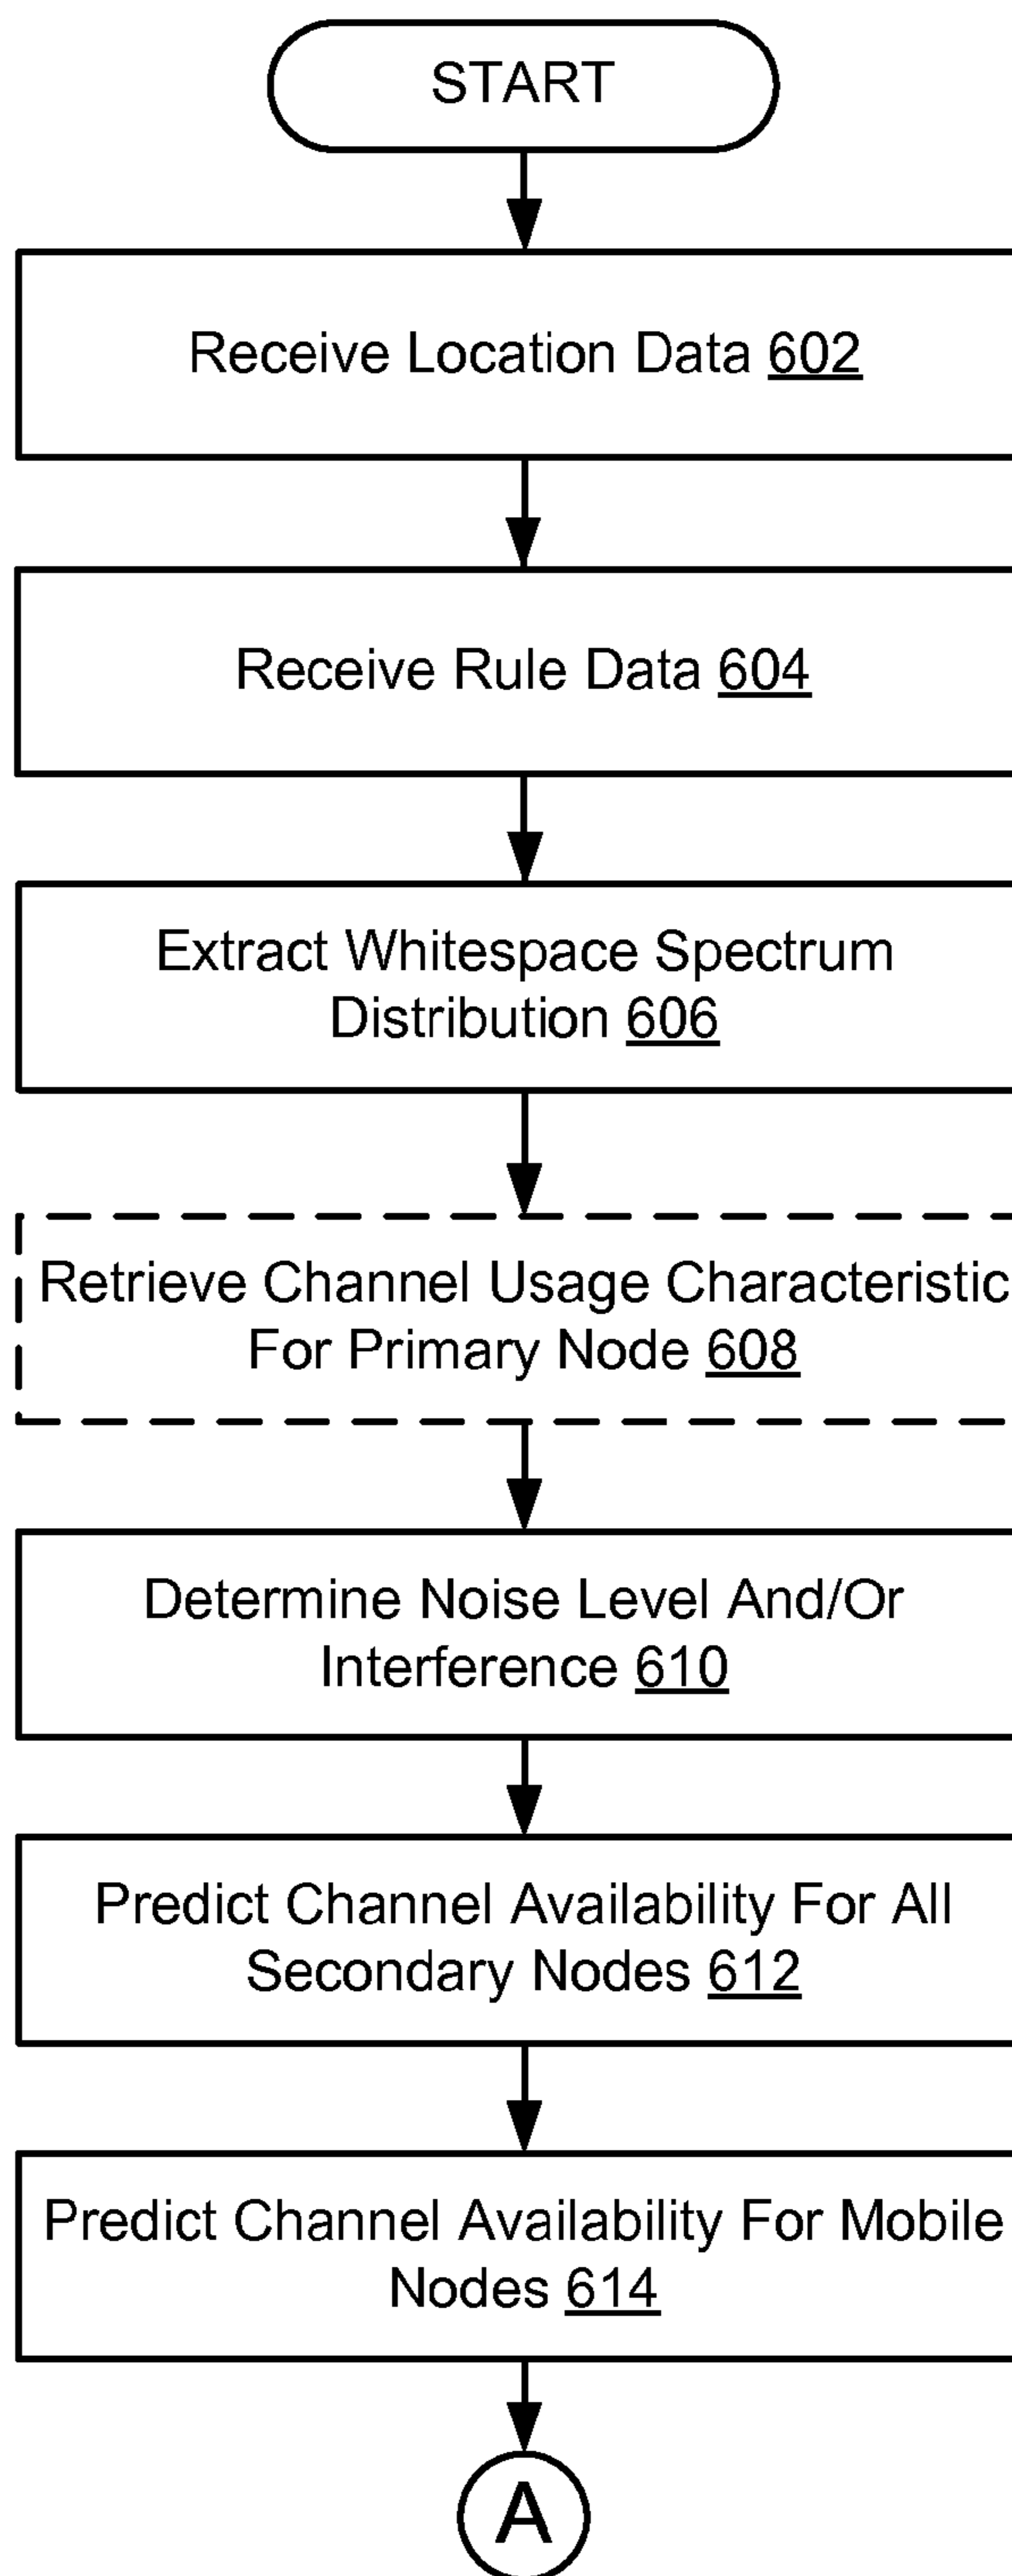 START
Receive Location Data 602
Receive Rule Data 604
Extract Whitespace Spectrum
Distribution 606
Retrieve Channel Usage Characteristic
For Primary Node 608
Determine Noise Level And/Or
Interference 610
Predict Channel Availability For All
Secondary Nodes 612
Predict Channel Availability For Mobile
Nodes 614
A